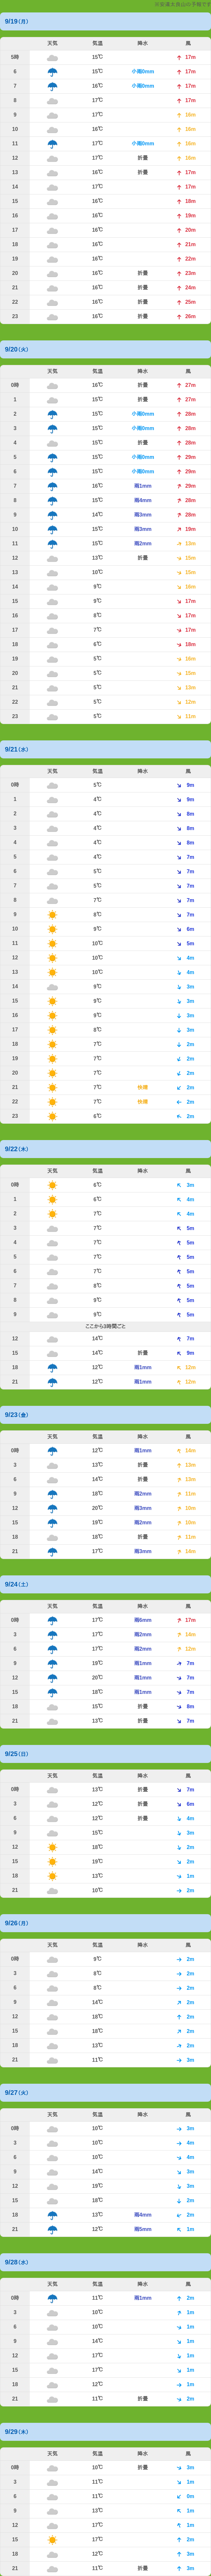 の予報です
9/19(月)
天気 気温 降水 風
5時 15℃ 17m
6 15℃ 小雨0mm 17m
7 16℃ 小雨0mm 17m
8 17℃ 17m
9 17℃ 16m
10 16℃ 16m
11 17℃ 小雨0mm 16m
12 17℃ 折畳 16m
13 16℃ 折畳 17m
14 17℃ 17m
15 16℃ 18m
16 16℃ 19m
17 16℃ 20m
18 16℃ 21m
19 16℃ 22m
20 16℃ 折畳 23m
21 16℃ 折畳 24m
22 16℃ 折畳 25m
23 16℃ 折畳 26m
9/20(火)
天気 気温 降水 風
0時 16℃ 折畳 27m
1 15℃ 折畳 27m
2 15℃ 小雨0mm 28m
3 15℃ 小雨0mm 28m
4 15℃ 折畳 28m
5 15℃ 小雨0mm 29m
6 15℃ 小雨0mm 29m
7 16℃ 雨1mm 29m
8 15℃ 雨4mm 28m
9 14℃ 雨3mm 28m
10 15℃ 雨3mm 19m
11 15℃ 雨2mm 13m
12 13℃ 折畳 15m
13 10℃ 15m
14 9℃ 16m
15 9℃ 17m
16 8℃ 17m
17 7℃ 17m
18 6℃ 18m
19 5℃ 16m
20 5℃ 15m
21 5℃ 13m
22 5℃ 12m
23 5℃ 11m
9/21(水)
天気 気温 降水 風
0時 5℃ 9m
1 4℃ 9m
2 4℃ 8m
3 4℃ 8m
4 4℃ 8m
5 4℃ 7m
6 5℃ 7m
7 5℃ 7m
8 7℃ 7m
9 8℃ 7m
10 9℃ 6m
11 10℃ 5m
12 10℃ 4m
13 10℃ 4m
14 9℃ 3m
15 9℃ 3m
16 9℃ 3m
17 8℃ 3m
18 7℃ 2m
19 7℃ 2m
20 7℃ 2m
21 7℃ 2m
22 7℃ 2m
23 6℃ 2m
9/22(木)
天気 気温 降水 風
0時 6℃ 3m
1 6℃ 4m
2 7℃ 4m
3 7℃ 5m
4 7℃ 5m
5 7℃ 5m
6 7℃ 5m
7 8℃ 5m
8 9℃ 5m
9 9℃ 5m
ここから3時間ごと
12 14℃ 7m
15 14℃ 折畳 9m
18 12℃ 雨1mm 12m
21 12℃ 雨1mm 12m
9/23(金)
天気 気温 降水 風
0時 12℃ 雨1mm 14m
3 13℃ 折畳 12m
6 14℃ 折畳 13m
9 18℃ 雨2mm 11m
12 20℃ 雨3mm 10m
15 19℃ 雨2mm 10m
18 18℃ 折畳 11m
21 17℃ 雨3mm 14m
9/24(土)
天気 気温 降水 風
0時 17℃ 雨6mm 17m
3 17℃ 雨2mm 14m
6 17℃ 雨2mm 12m
9 19℃ 雨1mm 7m
12 20℃ 雨1mm 7m
15 18℃ 雨1mm 7m
18 15℃ 折畳 8m
21 13℃ 折畳 7m
9/25(日)
天気 気温 降水 風
0時 13℃ 折畳 7m
3 12℃ 折畳 6m
6 12℃ 折畳 4m
9 15℃ 3m
12 18℃ 2m
15 19℃ 2m
18 13℃ 1m
21 10℃ 2m
9/26(月)
天気 気温 降水 風
0時 9℃ 2m
3 8℃ 2m
6 8℃ 2m
9 14℃ 2m
12 18℃ 2m
15 18℃ 2m
18 13℃ 2m
21 11℃ 3m
9/27(火)
天気 気温 降水 風
0時 10℃ 3m
3 10℃ 4m
6 10℃ 4m
9 14℃ 3m
12 19℃ 3m
15 18℃ 2m
18 13℃ 雨4mm 2m
21 12℃ 雨5mm 1m
9/28(水)
天気 気温 降水 風
0時 11℃ 雨1mm 2m
3 10℃ 1m
6 10℃ 1m
9 14℃ 1m
12 17℃ 1m
15 17℃ 1m
18 12℃ 1m
21 11℃ 折畳 2m
9/29(木)
天気 気温 降水 風
0時 10℃ 折畳 3m
3 11℃ 1m
6 11℃ 0m
9 13℃ 1m
12 17℃ 1m
15 17℃ 2m
18 12℃ 3m
21 11℃ 折畳 3m